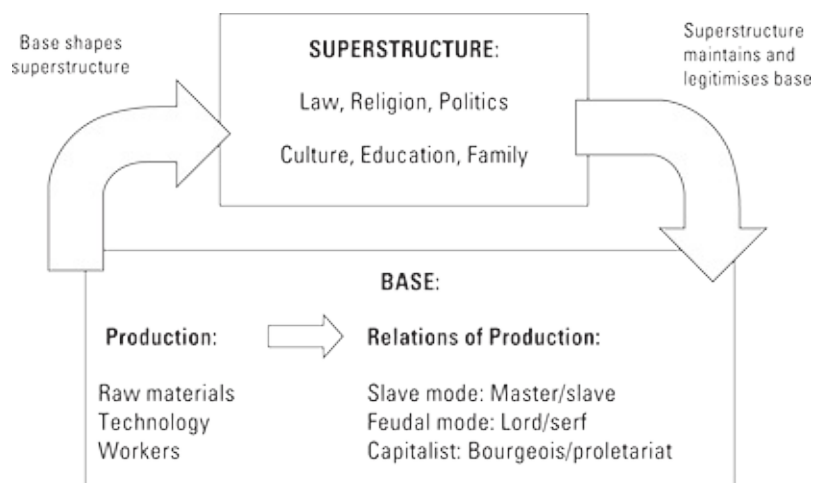 Base shapes
superstructure
SUPERSTRUCTURE:
Law, Religion, Politics
Culture, Education, Family
Superstructure
maintains and
legitimises base
BASE:
Production:
Raw materials
Technology
Workers
Relations of Production:
Slave mode: Master/slave
Feudal mode: Lord/serf
Capitalist: Bourgeois/proletariat